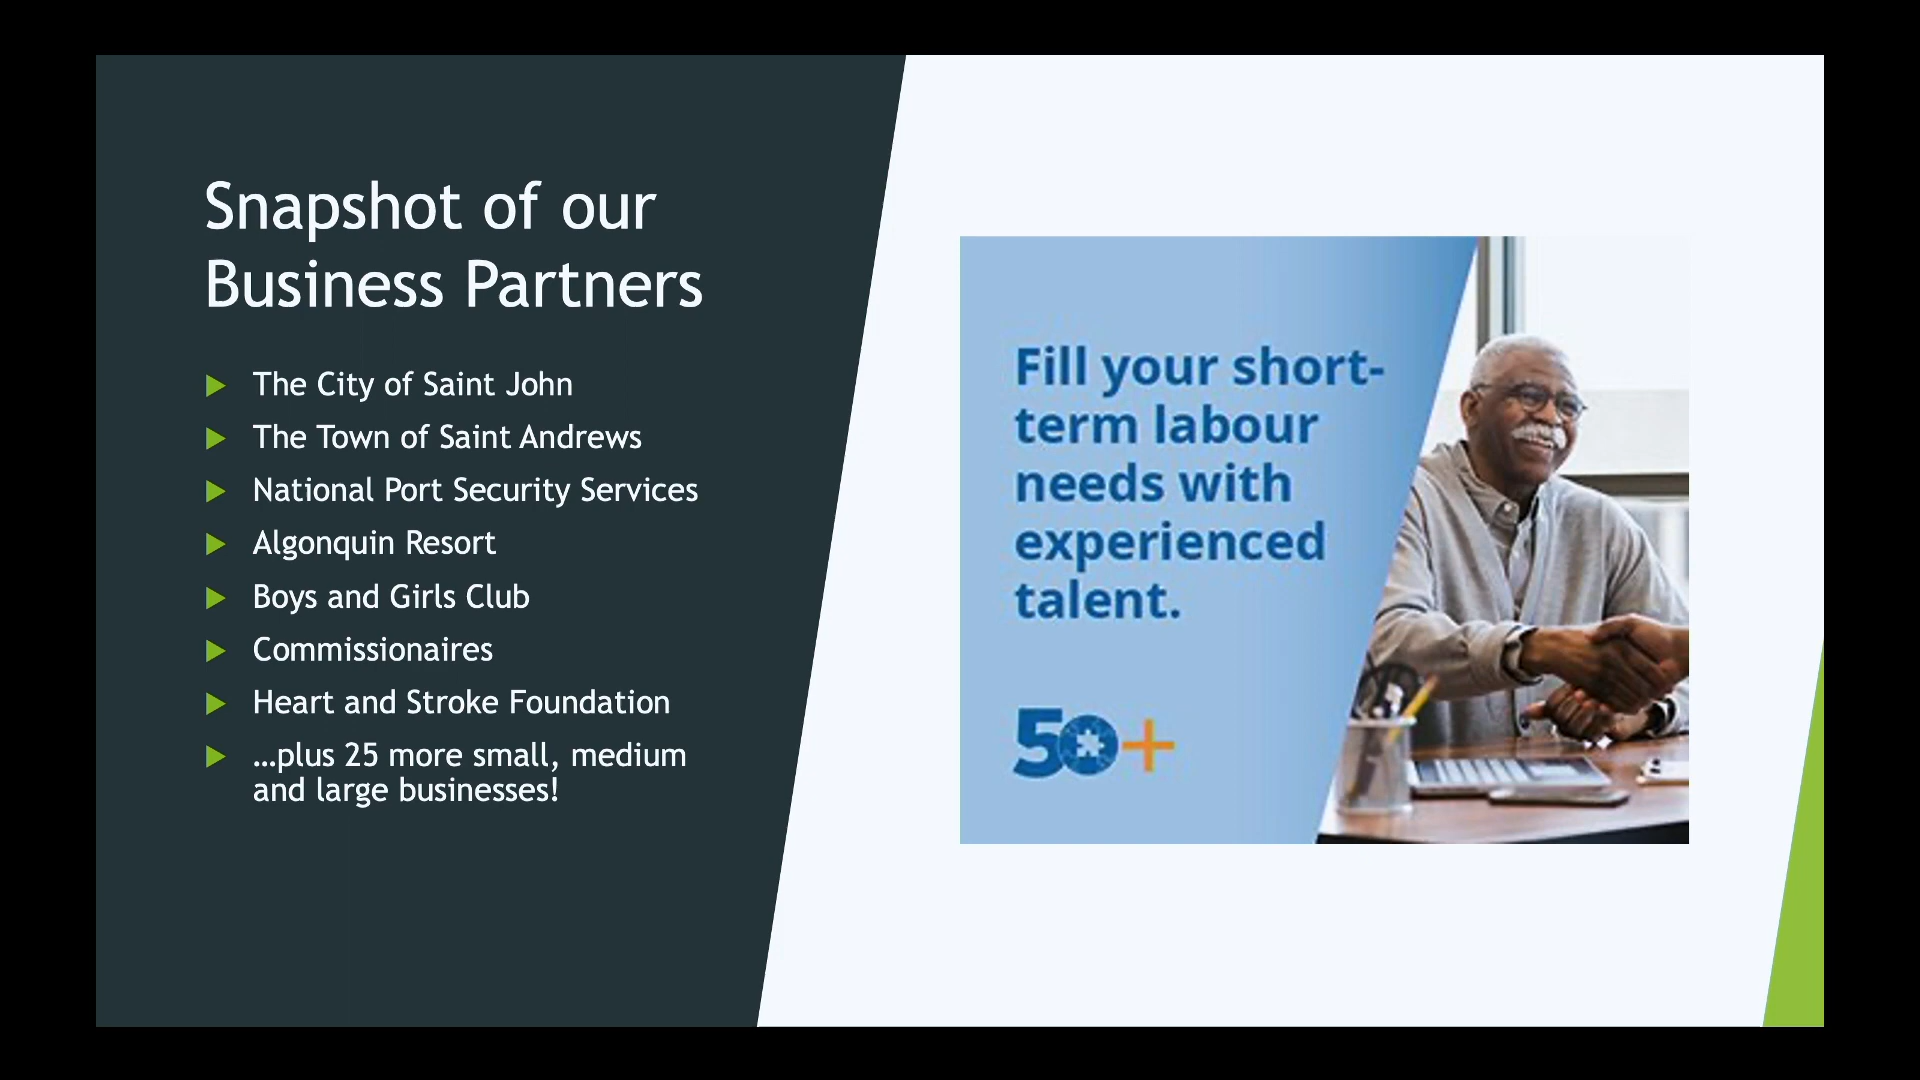 Snapshot of our
Business Partners
The City of Saint John
The Town of Saint Andrews
National Port Security Services
Algonquin Resort
Boys and Girls Club
Commissionaires
Heart and Stroke Foundation
...plus 25 more small, medium
and large businesses!
Fill your short-
term labour
needs with
experienced
talent.
50+